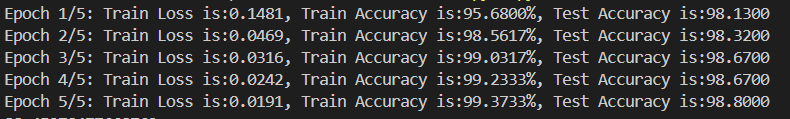 Epoch 1/5: Train Loss is:0.1481, Train Accuracy is:95.6800%, Test Accuracy is:98.1300
Epoch 2/5: Train Loss is:0.0469, Train Accuracy is:98.5617%, Test Accuracy is:98.3200
Epoch 3/5: Train Loss is:0.0316, Train Accuracy is:99.0317%, Test Accuracy is:98.6700
Epoch 4/5: Train Loss is:0.0242, Train Accuracy is:99.2333%, Test Accuracy is:98.6700
Epoch 5/5: Train Loss is:0.0191, Train Accuracy is:99.3733%, Test Accuracy is:98.8000